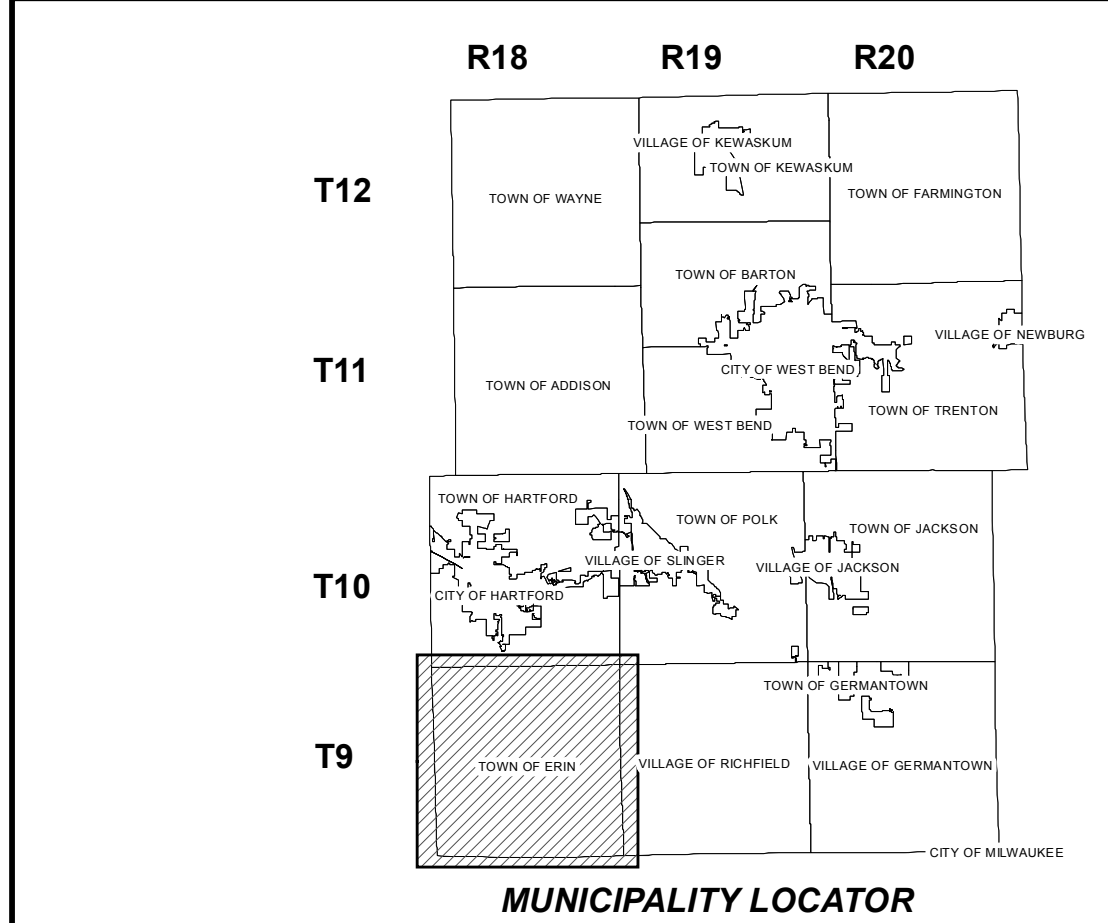 R18 R19 R20
T12
VILLAGE OF KEWASKUM
TOWN OF KEWASKUM
TOWN OF WAYNE
TOWN OF FARMINGTON
TOWN OF BARTON
VILLAGE OF NEWBURG
T11
CITY OF WEST BEND
TOWN OF ADDISON
TOWN OF TRENTON
TOWN OF WEST BEND
TOWN OF HARTFORD
TOWN OF POLK
TOWN OF JACKSON
VILLAGE OF SLINGER
VILLAGE OF JACKSON
T10
CITY OF HARTFORD
TOWN OF GERMANTOWN
T9
TOWN OF ERIN
VILLAGE OF RICHFIELD
VILLAGE OF GERMANTOWN
CITY OF MILWAUKEE
MUNICIPALITY LOCATOR